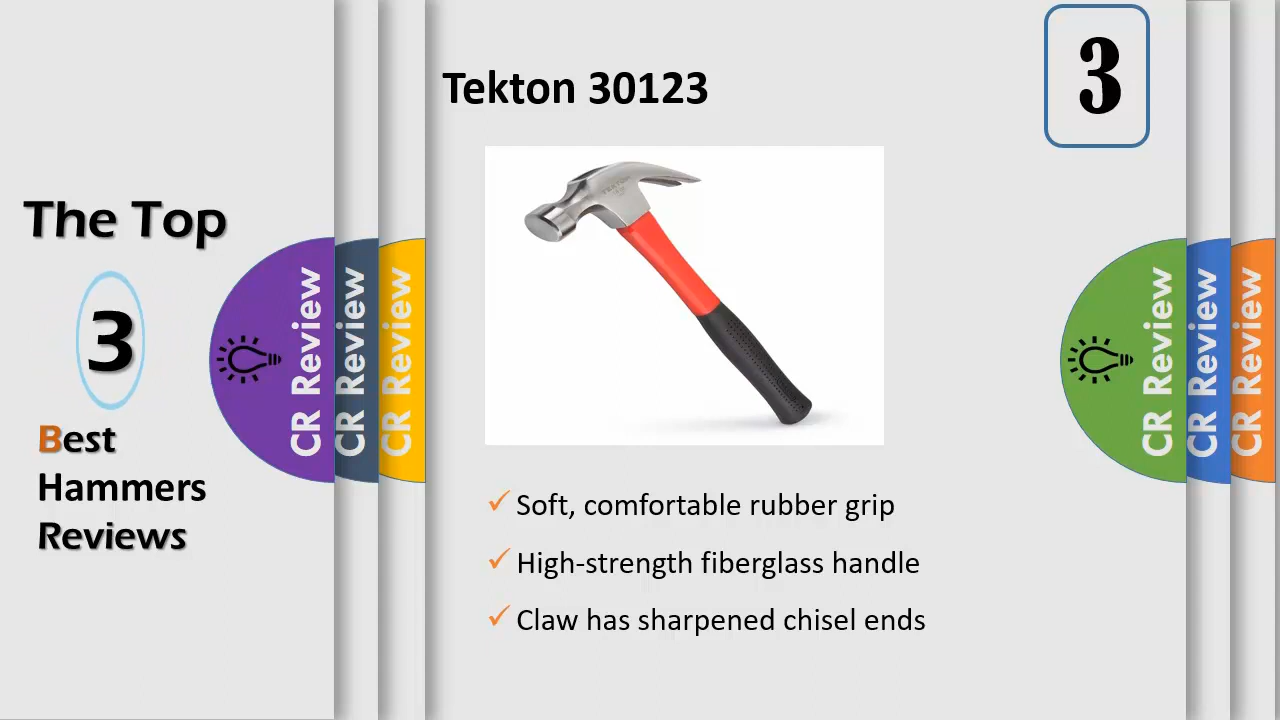 The Top
3
Best
Hammers
Reviews
CR Review
CR Review
CR Review
Tekton 30123
3
Soft, comfortable rubber grip
High-strength fiberglass handle
Claw has sharpened chisel ends
CR Review
CR Review
CR Review